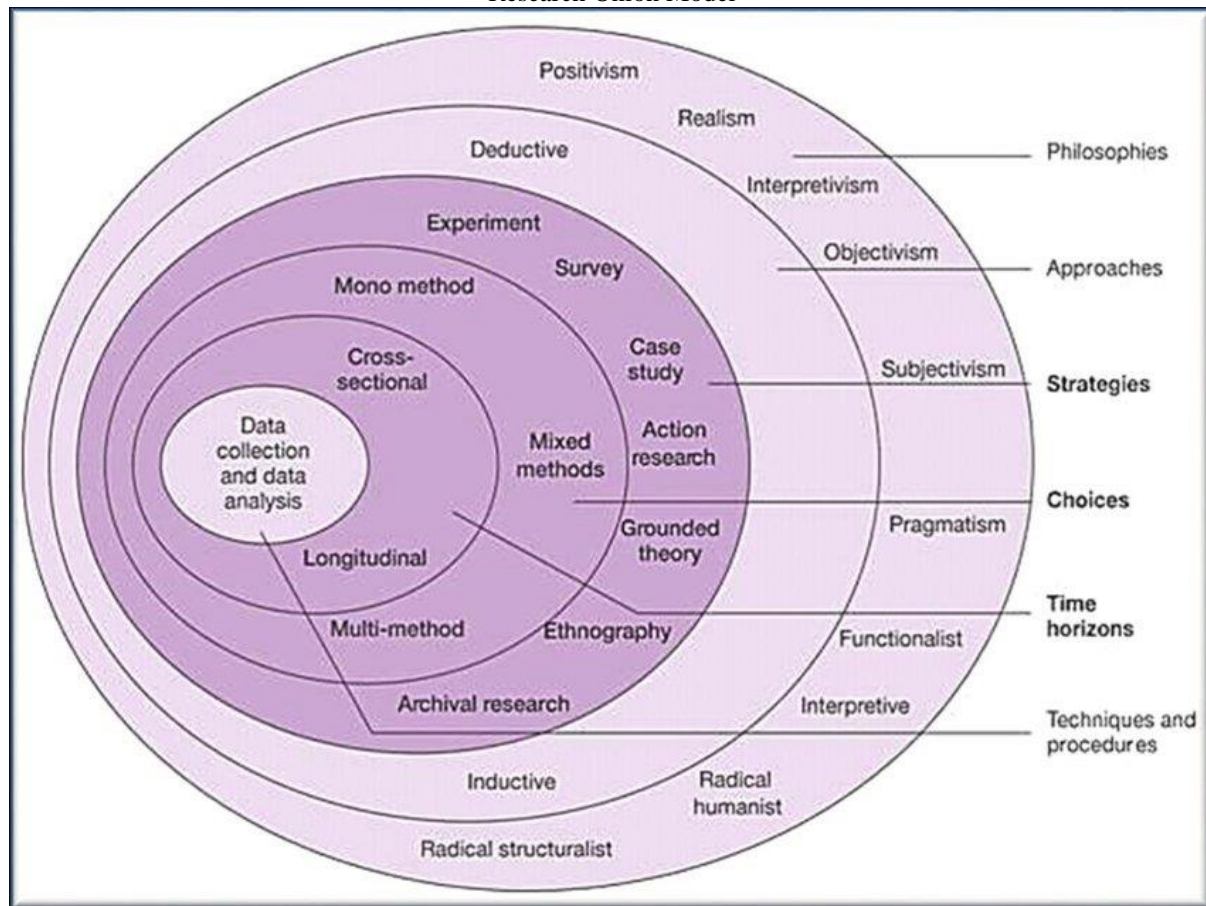 Research Onion Model
Positivism
Realism
Interpretivism
Objectivism
Subjectivism
Pragmatism
Functionalist
Interpretive
Radical
humanist
Radical structuralist
Deductive
Inductive
Experiment
Survey
Case
study
Action
research
Grounded
theory
Ethnography
Archival research
Mono method
Mixed
methods
Multi-method
Cross-
sectional
Longitudinal
Data
collection
and data
analysis
Philosophies
Approaches
Strategies
Choices
Time
horizons
Techniques and
procedures